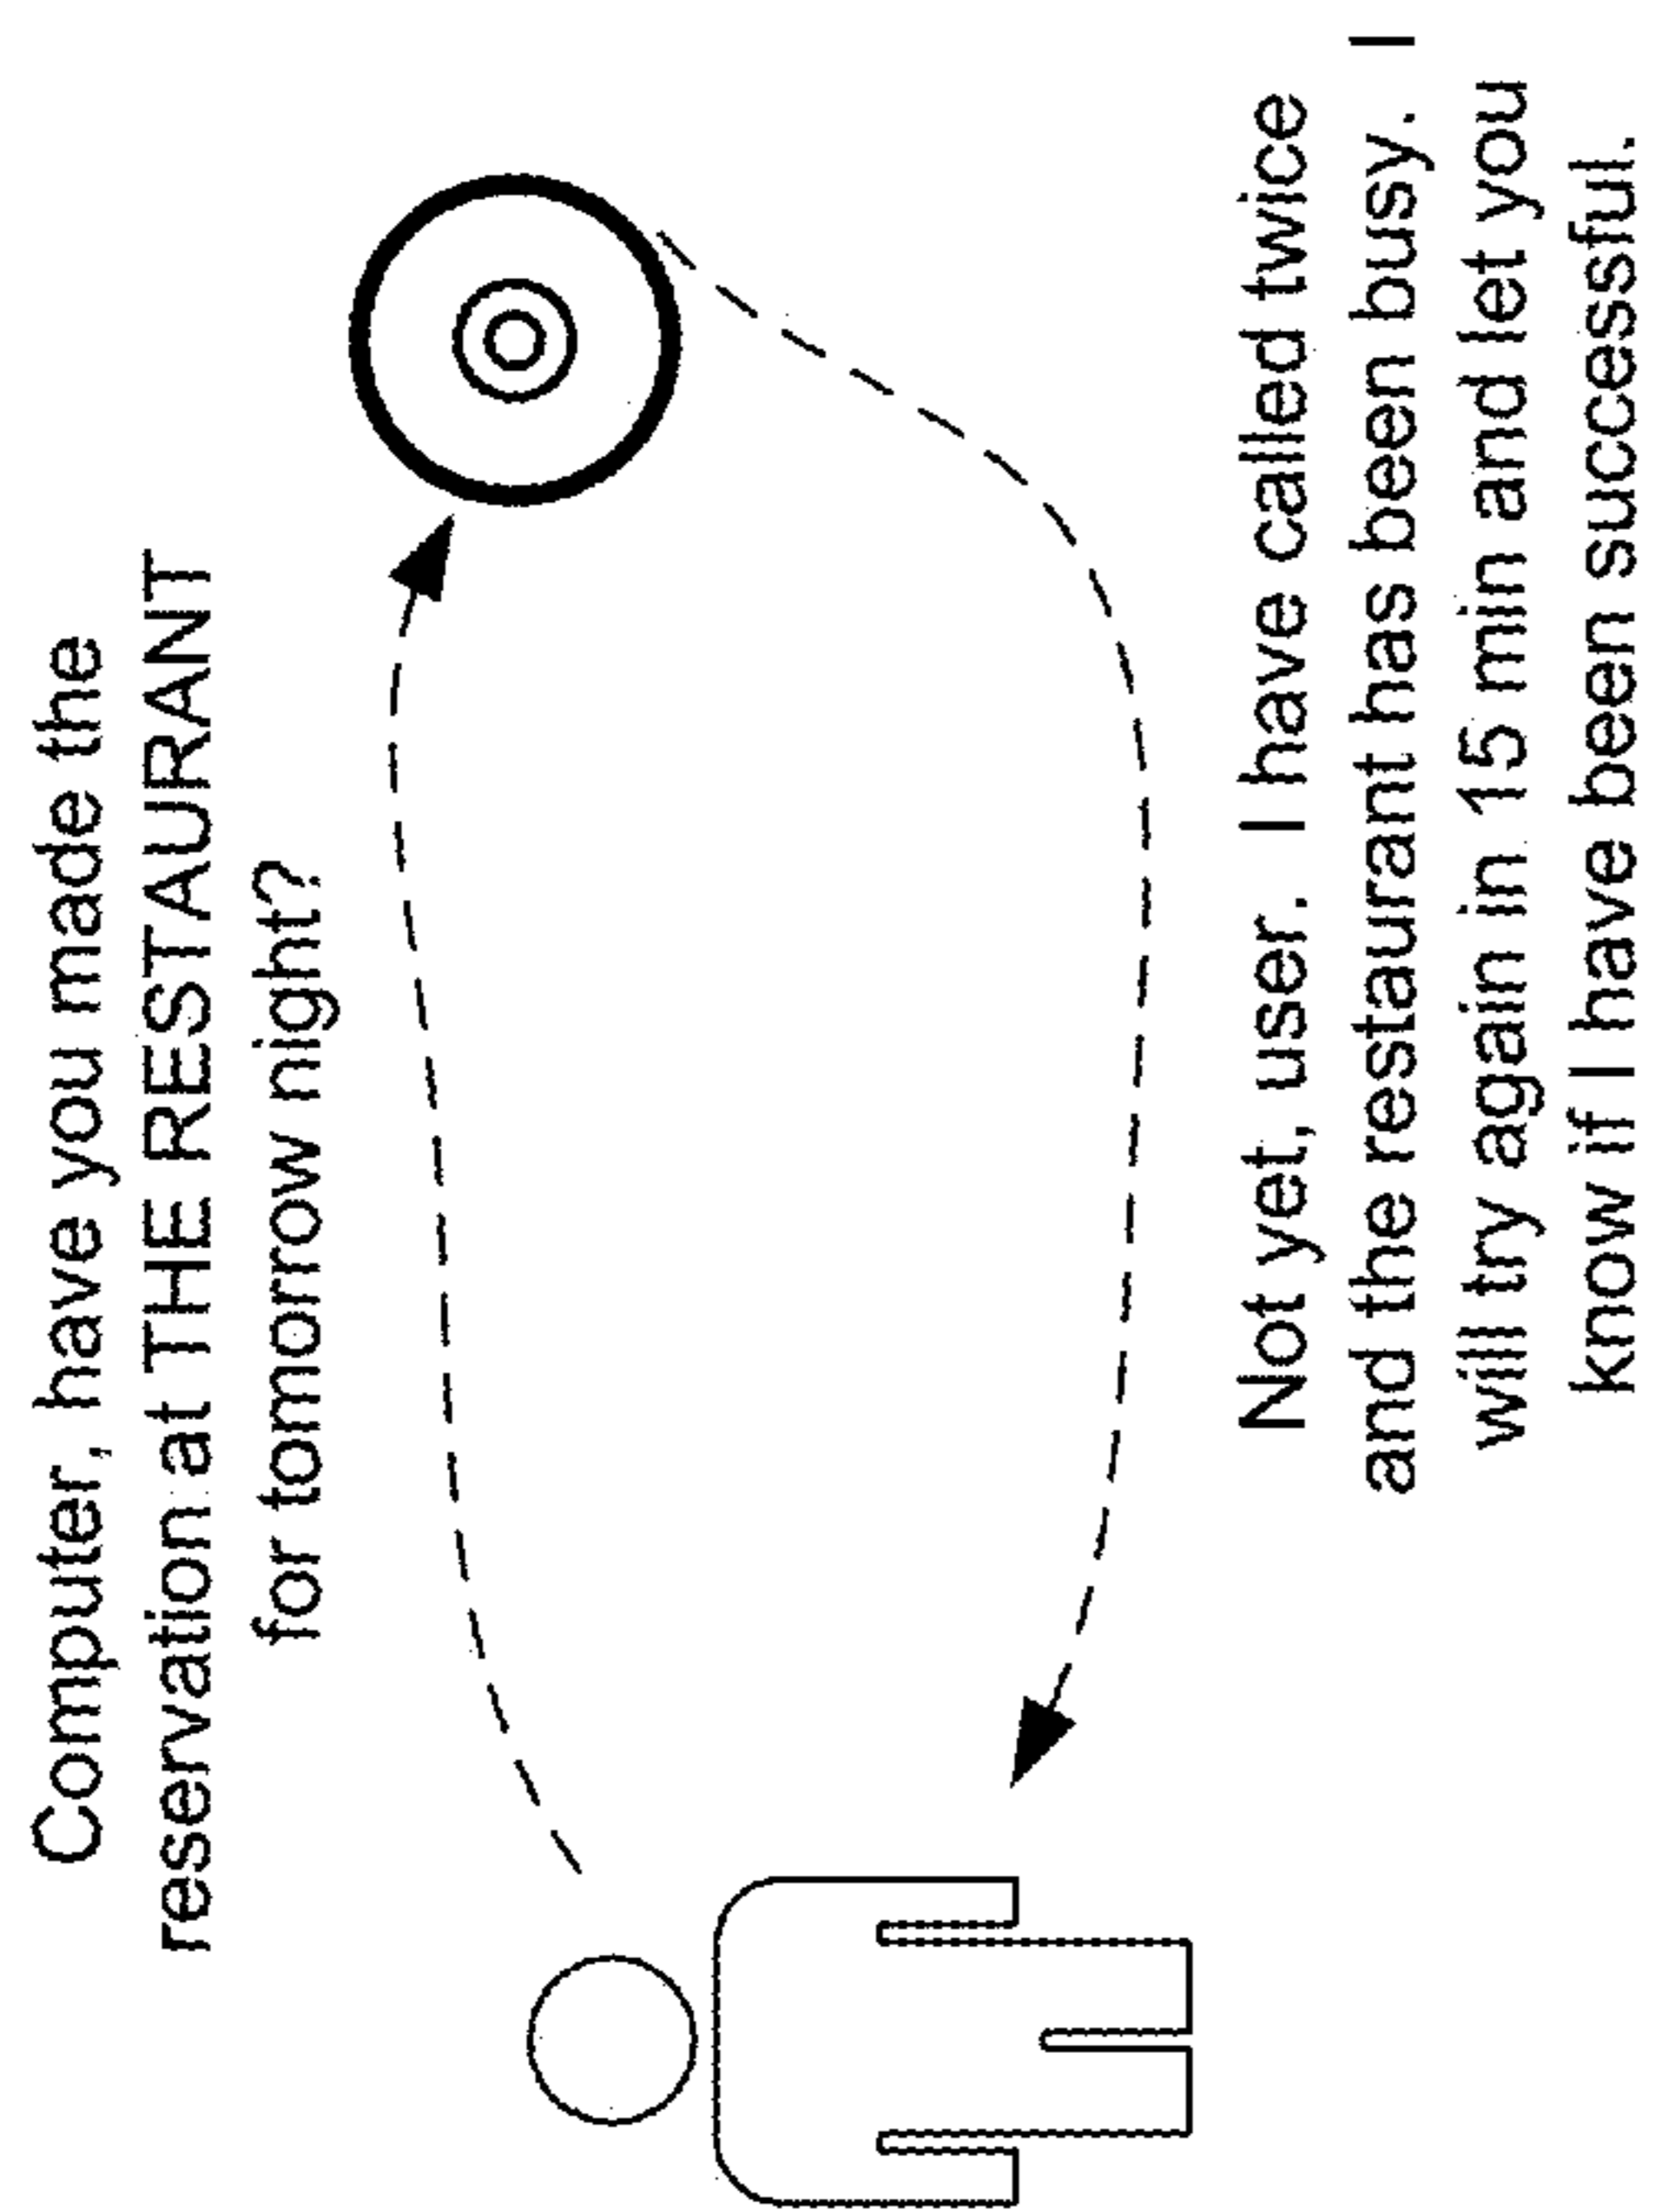 Computer, have you made the
reservation at THE RESTAURANT
for tomorrow night?
Not yet, user. I have called twice
and the restaurant has been busy. I
will try again in 15 min and let you
know if I have been successful.